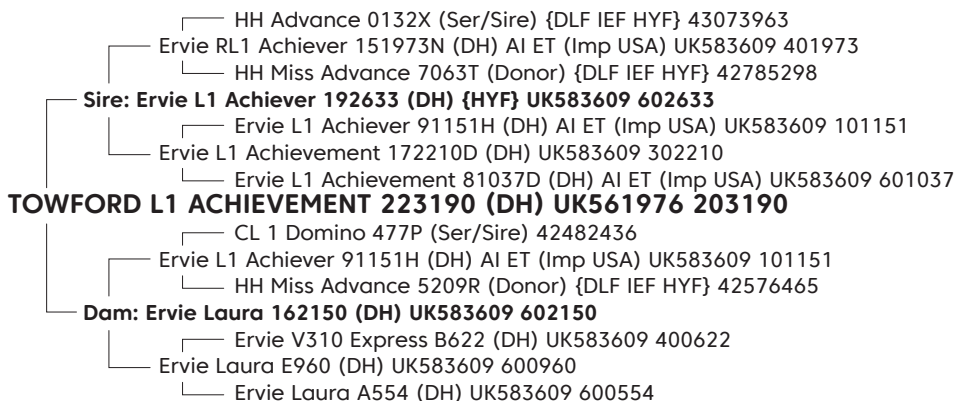 HH Advance 0132X (Ser/Sire) {DLF IEF HYF} 43073963
Ervie RL1 Achiever 151973N (DH) AI ET (Imp USA) UK583609 401973
HH Miss Advance 7063T (Donor) {DLF IEF HYF} 42785298
Sire: Ervie L1 Achiever 192633 (DH) {HYF} UK583609 602633
Ervie L1 Achiever 91151H (DH) AI ET (Imp USA) UK583609 101151
Ervie L1 Achievement 172210D (DH) UK583609 302210
Ervie L1 Achievement 81037D (DH) AI ET (Imp USA) UK583609 601037
TOWFORD L1 ACHIEVEMENT 223190 (DH) UK561976 203190
CL 1 Domino 477P (Ser/Sire) 42482436
Ervie L1 Achiever 91151H (DH) AI ET (Imp USA) UK583609 101151
HH Miss Advance 5209R (Donor) {DLF IEF HYF} 42576465
Dam: Ervie Laura 162150 (DH) UK583609 602150
Ervie V310 Express B622 (DH) UK583609 400622
Ervie Laura E960 (DH) UK583609 600960
Ervie Laura A554 (DH) UK583609 600554